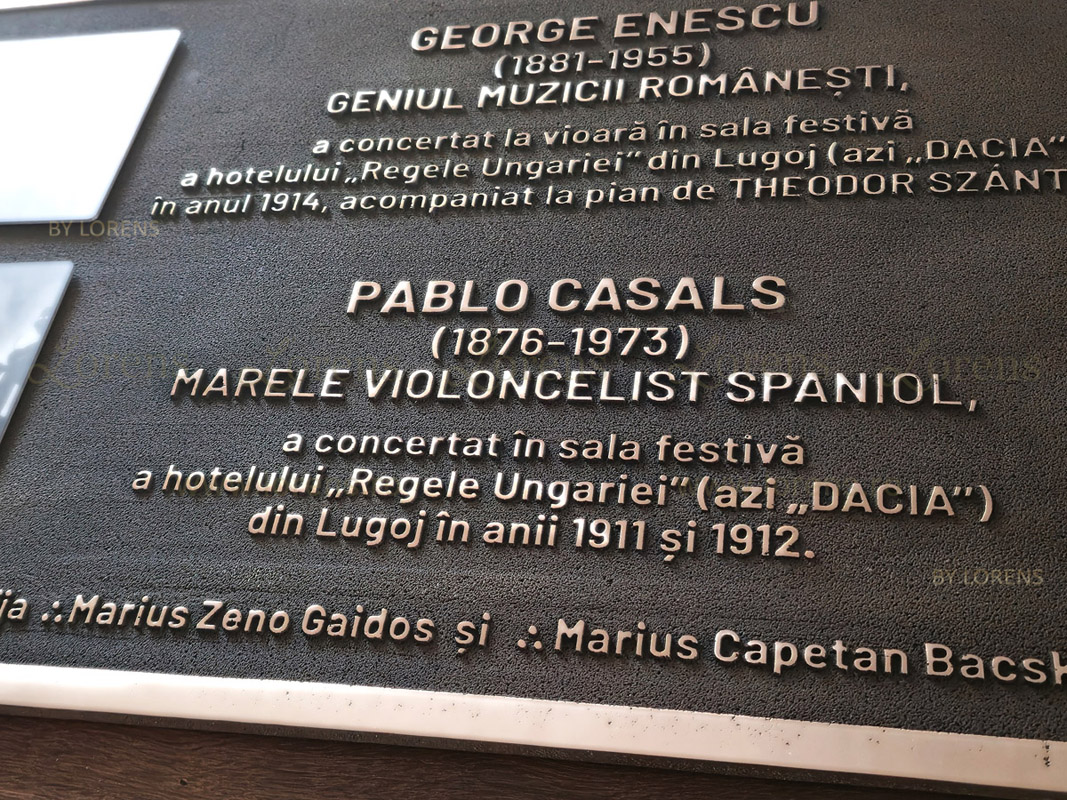 GEORGE ENESCU
(1881–1955)
GENIUL MUZICII ROMÂNEȘTI,
a concertat la vioară în sala festivă
a hotelului „Regele Ungariei” din Lugoj (azi „DACIA”
în anul 1914, acompaniat la pian de THEODOR SZÁNT
BY LORENS
PABLO CASALS
(1876–1973)
MARELE VIOLONCELIST SPANIOL,
a concertat în sala festivă
a hotelului „Regele Ungariei” (azi „DACIA”)
din Lugoj în anii 1911 și 1912.
BY LORENS
ija ∴Marius Zeno Gaidos și ∴Marius Capetan Bacsk